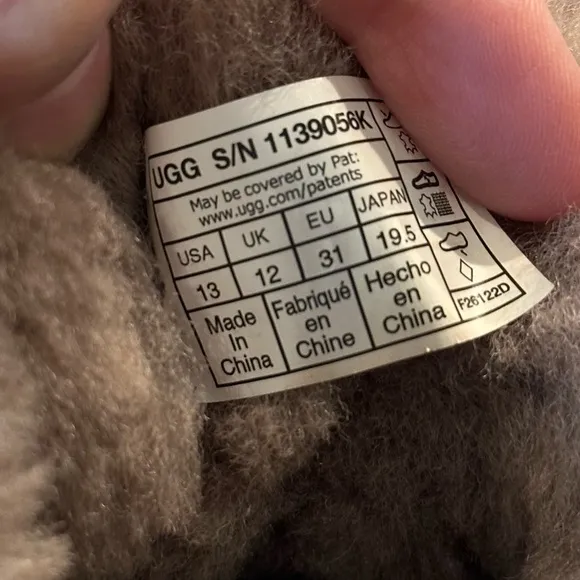 UGG S/N 1139056K
May be covered by Pat:
www.ugg.com/patents
USA UK EU JAPAN
13 12 31 19.5
Made In China
Fabriqué en Chine
Hecho en China
F26122D